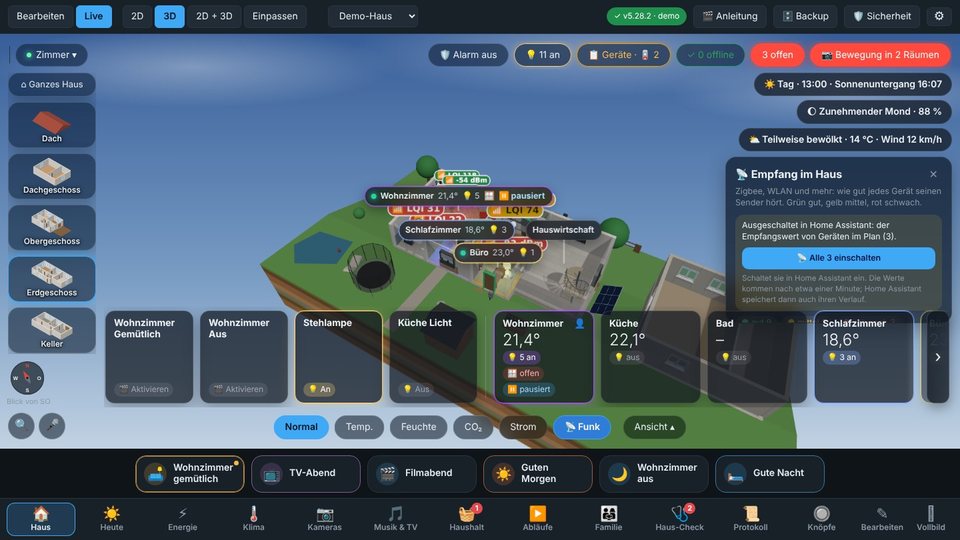 Bearbeiten Live 2D 3D 2D + 3D Einpassen Demo-Haus ✓ v5.28.2 · demo Anleitung Backup Sicherheit
Zimmer ▾ Alarm aus 11 an Geräte · 2 ✓ 0 offline 3 offen Bewegung in 2 Räumen
Ganzes Haus
Tag · 13:00 · Sonnenuntergang 16:07
Zunehmender Mond · 88 %
Teilweise bewölkt · 14 °C · Wind 12 km/h
Dach
Dachgeschoss
Obergeschoss
Erdgeschoss
Keller
Blick von SO
-54 dBm
Wohnzimmer 21,4° 5 pausiert
LQI 31 LQI 74
Schlafzimmer 18,6° 3 Hauswirtschaft
Büro 23,0° 1
Empfang im Haus ✕
Zigbee, WLAN und mehr: wie gut jedes Gerät seinen
Sender hört. Grün gut, gelb mittel, rot schwach.
Ausgeschaltet in Home Assistant: der
Empfangswert von Geräten im Plan (3).
Alle 3 einschalten
Schaltet sie in Home Assistant ein. Die Werte
kommen nach etwa einer Minute; Home Assistant
speichert dann auch ihren Verlauf.
Wohnzimmer
Gemütlich
Aktivieren
Wohnzimmer
Aus
Aktivieren
Stehlampe
An
Küche Licht
Aus
Wohnzimmer
21,4°
5 an
offen
pausiert
Küche
22,1°
aus
Bad
–
aus
Schlafzimmer
18,6°
3 an
›
Normal Temp. Feuchte CO₂ Strom Funk Ansicht ▴
Wohnzimmer
gemütlich
TV-Abend
Filmabend
Guten
Morgen
Wohnzimmer
aus
Gute Nacht
1 2
Haus Heute Energie Klima Kameras Musik & TV Haushalt Abläufe Familie Haus-Check Protokoll Knöpfe Bearbeiten Vollbild